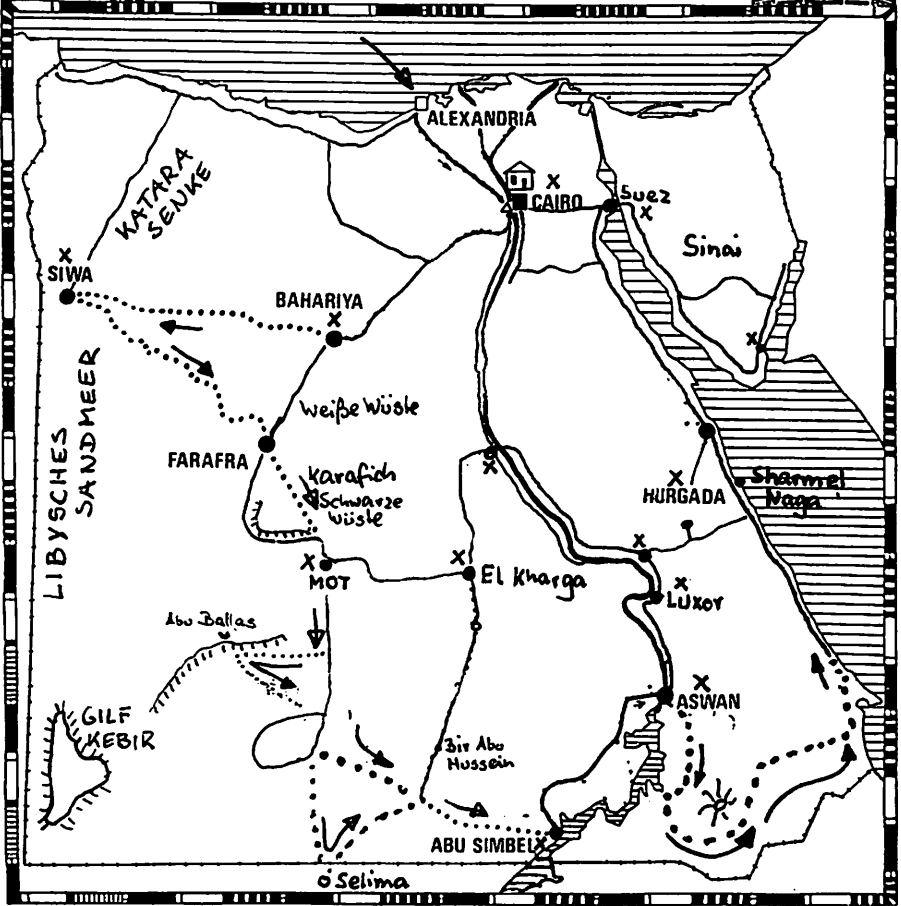 ALEXANDRIA
KATARA
SENKE
CAIRO
Suez
Sinai
SIWA
BAHARIYA
LIBYSCHES
SANDMEER
Weiße Wüste
FARAFRA
Karafich
Schwarze
Wüste
HURGADA
Sharm el
Naga
MOT
El Kharga
LUXOR
Abu Ballas
ASWAN
GILF
KEBIR
Bir Abu
Hussein
ABU SIMBEL
Selima